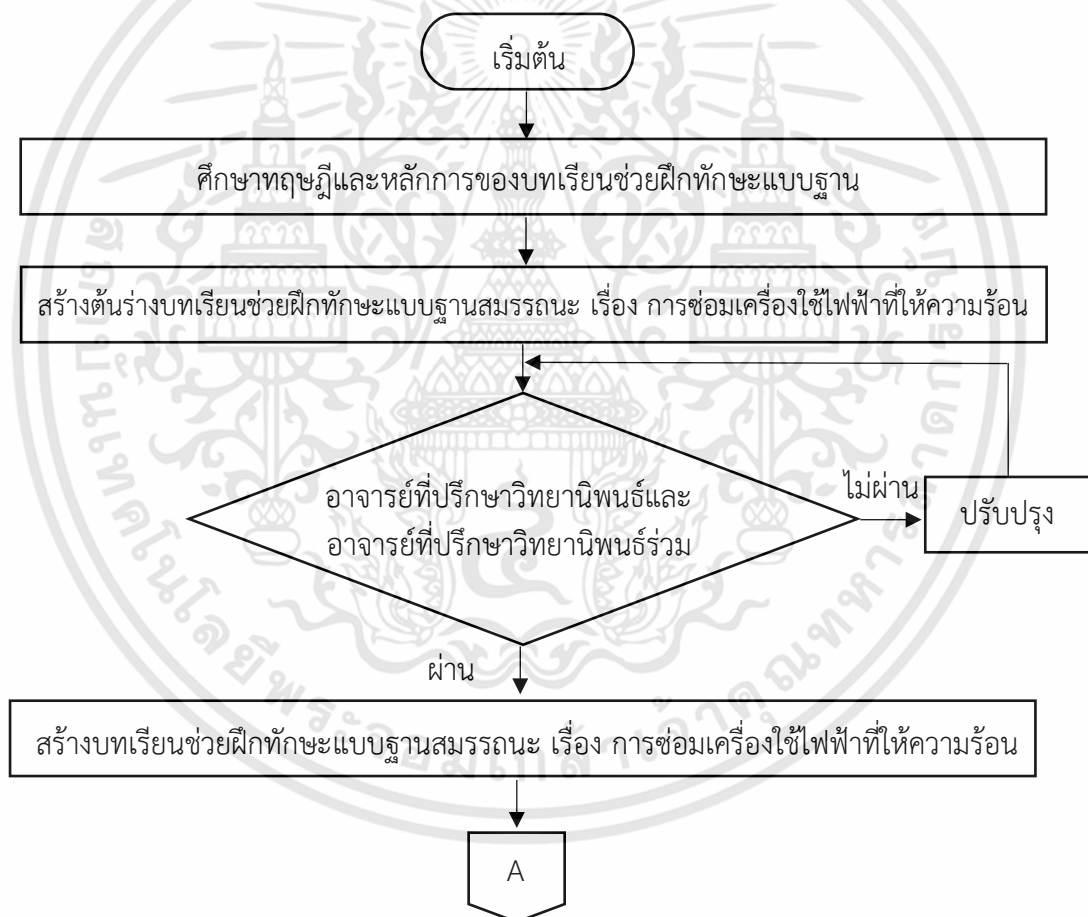 เริ่มต้น
ศึกษาทฤษฎีและหลักการของบทเรียนช่วยฝึกทักษะแบบฐาน
สร้างต้นร่างบทเรียนช่วยฝึกทักษะแบบฐานสมรรถนะ เรื่อง การซ่อมเครื่องใช้ไฟฟ้าที่ให้ความร้อน
อาจารย์ที่ปรึกษาวิทยานิพนธ์และ
อาจารย์ที่ปรึกษาวิทยานิพนธ์ร่วม
ไม่ผ่าน
ปรับปรุง
ผ่าน
สร้างบทเรียนช่วยฝึกทักษะแบบฐานสมรรถนะ เรื่อง การซ่อมเครื่องใช้ไฟฟ้าที่ให้ความร้อน
A